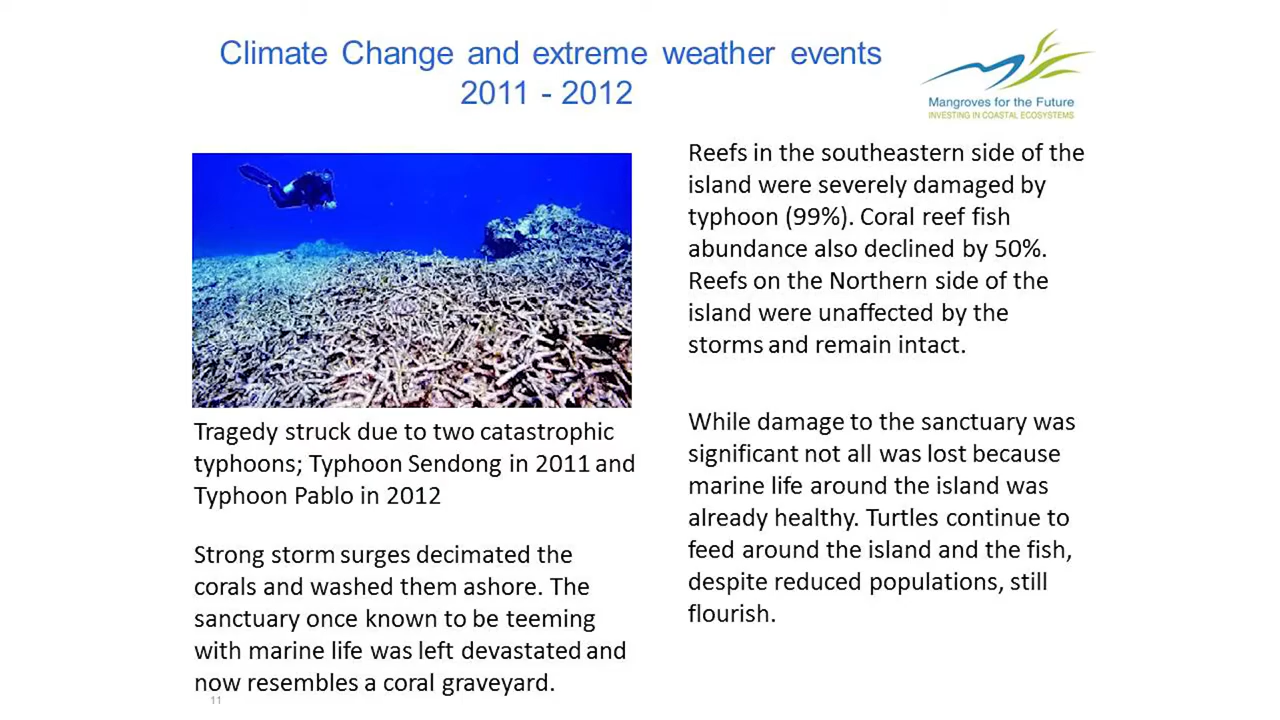 Climate Change and extreme weather events
2011 - 2012
Mangroves for the Future
INVESTING IN COASTAL ECOSYSTEMS
Tragedy struck due to two catastrophic
typhoons; Typhoon Sendong in 2011 and
Typhoon Pablo in 2012
Strong storm surges decimated the
corals and washed them ashore. The
sanctuary once known to be teeming
with marine life was left devastated and
now resembles a coral graveyard.
11
Reefs in the southeastern side of the
island were severely damaged by
typhoon (99%). Coral reef fish
abundance also declined by 50%.
Reefs on the Northern side of the
island were unaffected by the
storms and remain intact.
While damage to the sanctuary was
significant not all was lost because
marine life around the island was
already healthy. Turtles continue to
feed around the island and the fish,
despite reduced populations, still
flourish.